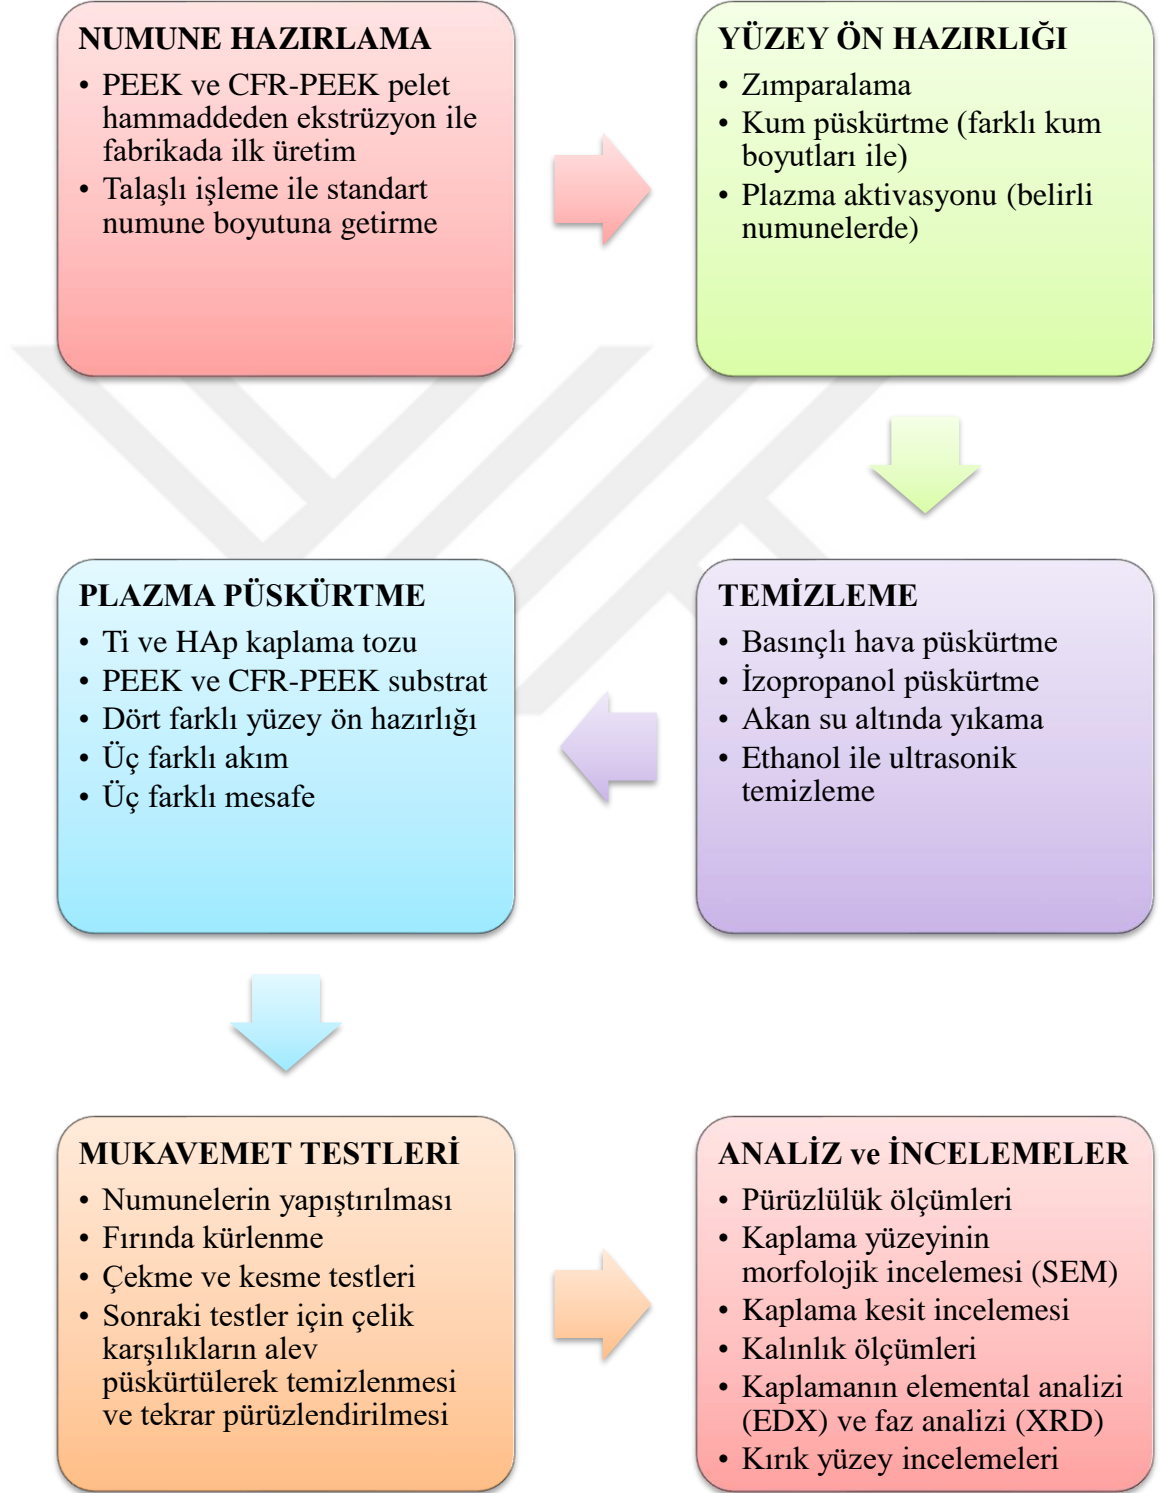 NUMUNE HAZIRLAMA
• PEEK ve CFR-PEEK pelet
hammaddeden ekstrüzyon ile
fabrikada ilk üretim
• Talaşlı işleme ile standart
numune boyutuna getirme
YÜZEY ÖN HAZIRLIĞI
• Zımparalama
• Kum püskürtme (farklı kum
boyutları ile)
• Plazma aktivasyonu (belirli
numunelerde)
TEMİZLEME
• Basınçlı hava püskürtme
• İzopropanol püskürtme
• Akan su altında yıkama
• Ethanol ile ultrasonik
temizleme
PLAZMA PÜSKÜRTME
• Ti ve HAp kaplama tozu
• PEEK ve CFR-PEEK substrat
• Dört farklı yüzey ön hazırlığı
• Üç farklı akım
• Üç farklı mesafe
MUKAVEMET TESTLERİ
• Numunelerin yapıştırılması
• Fırında kürlenme
• Çekme ve kesme testleri
• Sonraki testler için çelik
karşılıkların alev
püskürtülerek temizlenmesi
ve tekrar pürüzlendirilmesi
ANALİZ ve İNCELEMELER
• Pürüzlülük ölçümleri
• Kaplama yüzeyinin
morfolojik incelemesi (SEM)
• Kaplama kesit incelemesi
• Kalınlık ölçümleri
• Kaplamanın elemental analizi
(EDX) ve faz analizi (XRD)
• Kırık yüzey incelemeleri